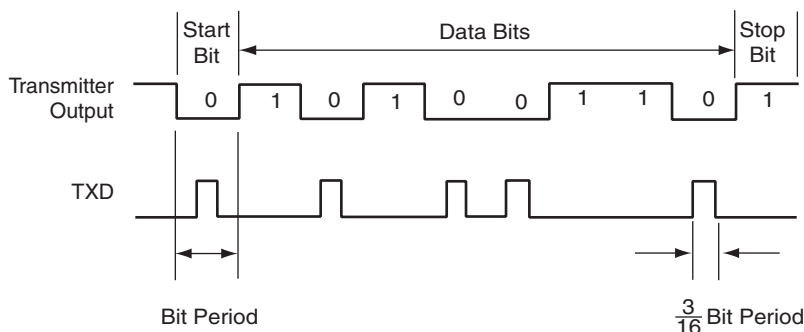 Start
Bit
Data Bits
Stop
Bit
Transmitter
Output
0 1 0 1 0 0 1 1 0 1
TXD
Bit Period
3/16 Bit Period